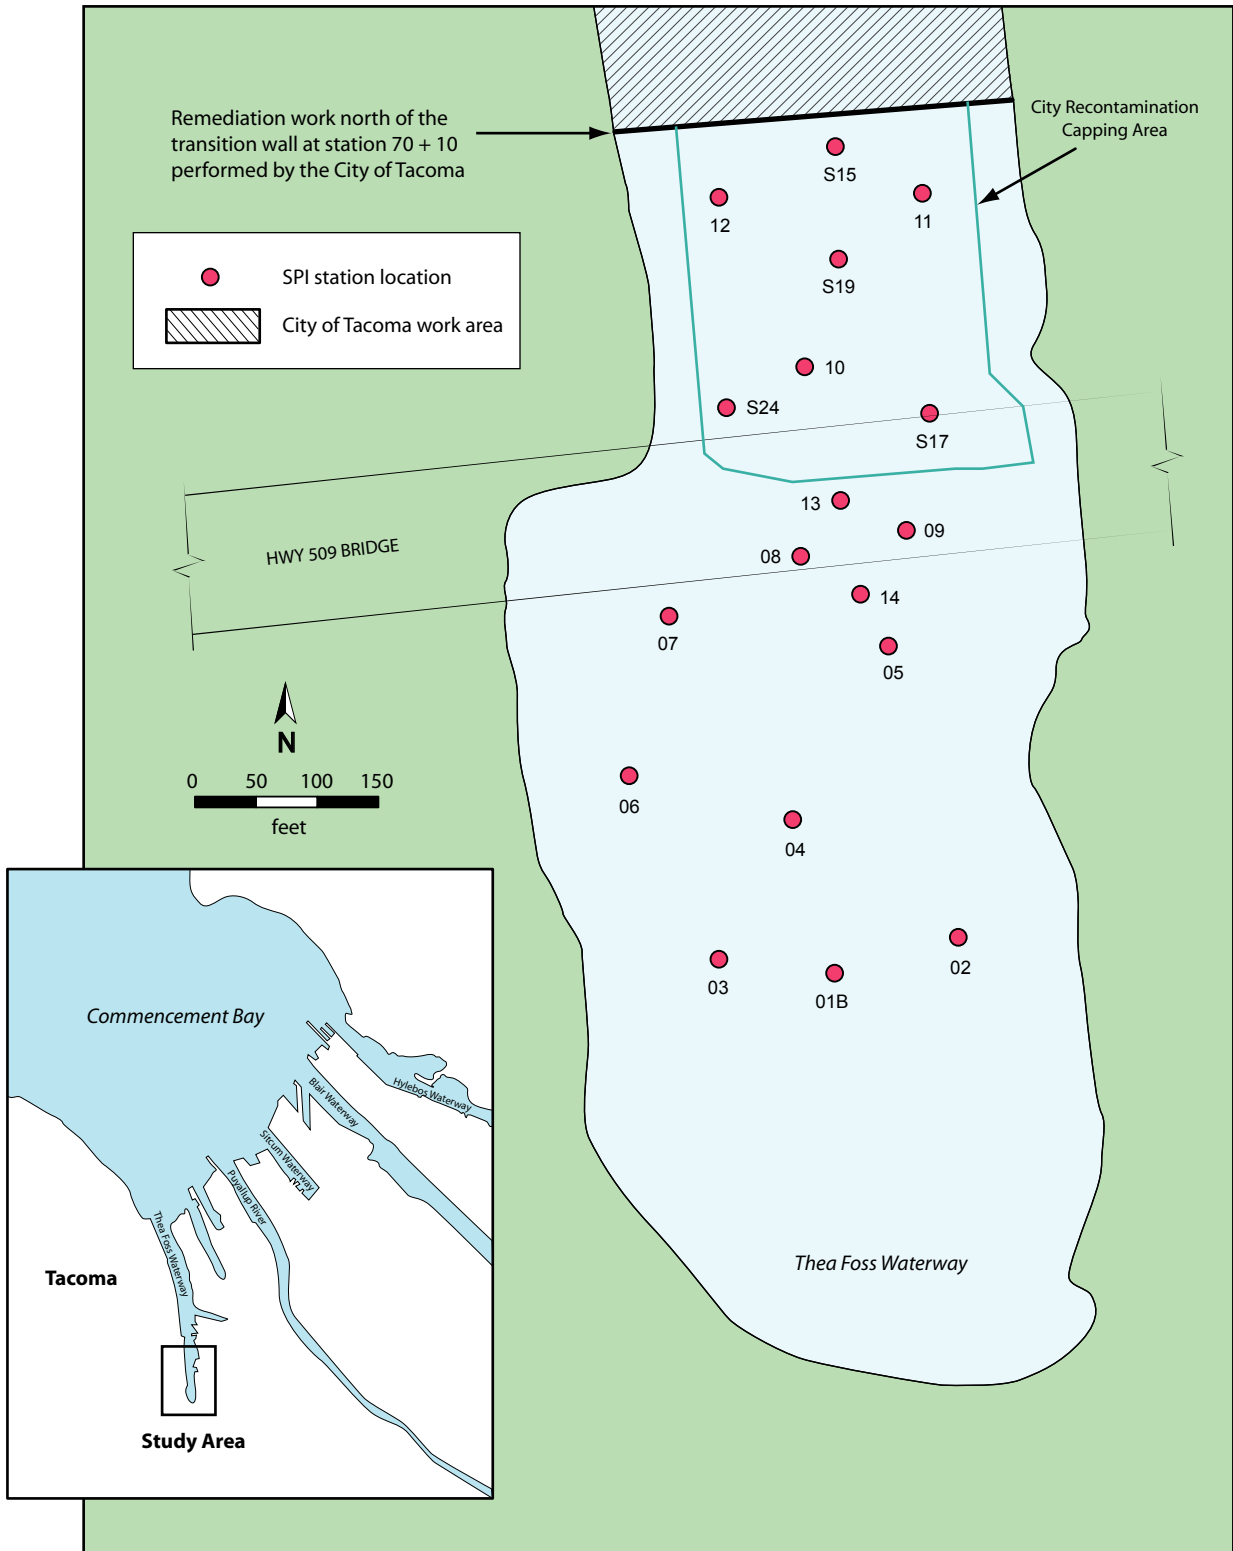 Remediation work north of the
transition wall at station 70 + 10
performed by the City of Tacoma
City Recontamination
Capping Area
SPI station location
City of Tacoma work area
S15
12
11
S19
10
S24
S17
13
09
08
HWY 509 BRIDGE
14
07
05
N
0 50 100 150
feet
06
04
02
03
01B
Commencement Bay
Hylebos Waterway
Blair Waterway
Sitcum Waterway
Puyallup River
Thea Foss Waterway
Tacoma
Study Area
Thea Foss Waterway